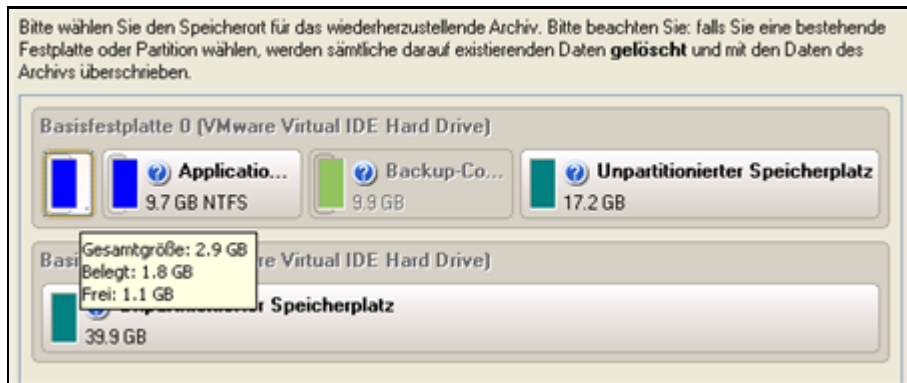 Bitte wählen Sie den Speicherort für das wiederherzustellende Archiv. Bitte beachten Sie: falls Sie eine bestehende
Festplatte oder Partition wählen, werden sämtliche darauf existierenden Daten gelöscht und mit den Daten des
Archivs überschrieben.
Basisfestplatte 0 (VMware Virtual IDE Hard Drive)
Applicatio...
9.7 GB NTFS
Backup-Co...
9.9 GB
Unpartitionierter Speicherplatz
17.2 GB
Gesamtgröße: 2.9 GB
Belegt: 1.8 GB
Frei: 1.1 GB
Virtual IDE Hard Drive)
Speicherplatz
39.9 GB